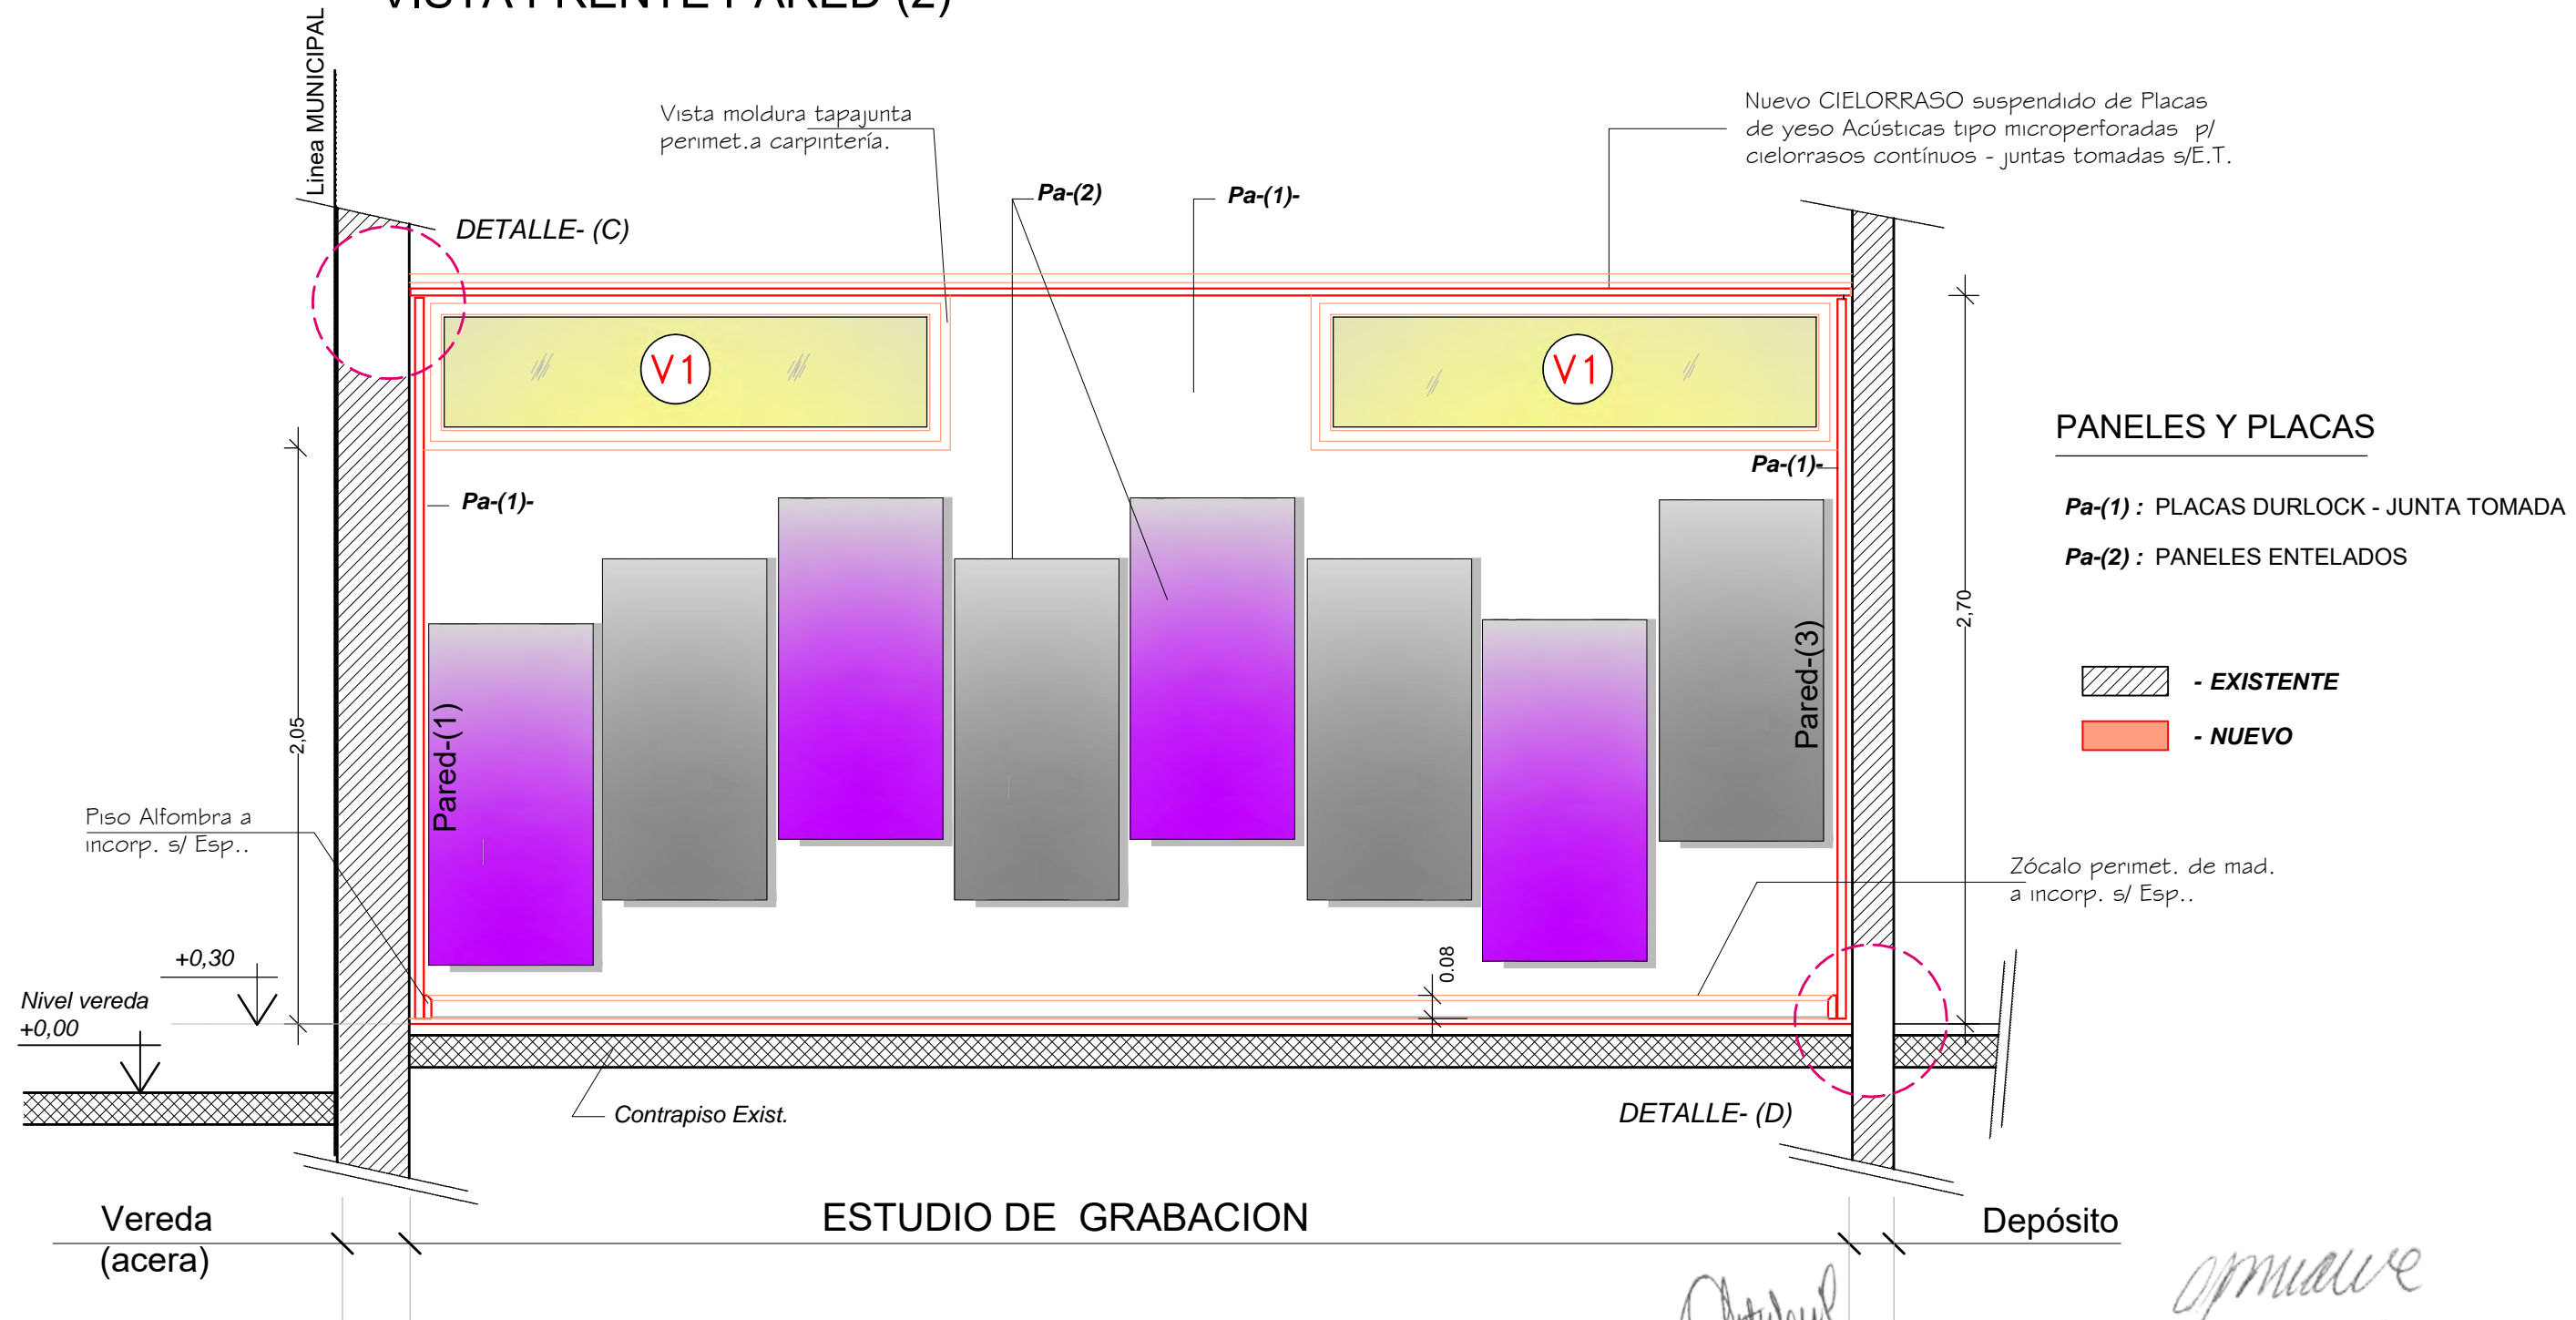 VISTA FRENTE PARED (2)
Linea MUNICIPAL
Vista moldura tapajunta
perimet.a carpintería.
Nuevo CIELORRASO suspendido de Placas
de yeso Acústicas tipo microperforadas p/
cielorrasos contínuos - juntas tomadas s/E.T.
Pa-(2)
Pa-(1)-
DETALLE- (C)
V1
V1
PANELES Y PLACAS
Pa-(1)-
Pa-(1)-
Pa-(1) : PLACAS DURLOCK - JUNTA TOMADA
Pa-(2) : PANELES ENTELADOS
2,70
Pared-(3)
- EXISTENTE
- NUEVO
2,05
Pared-(1)
Piso Alfombra a
incorp. s/ Esp..
Zócalo perimet. de mad.
a incorp. s/ Esp..
+0,30
0.08
Nivel vereda
+0,00
Contrapiso Exist.
DETALLE- (D)
Vereda
(acera)
ESTUDIO DE GRABACION
Depósito